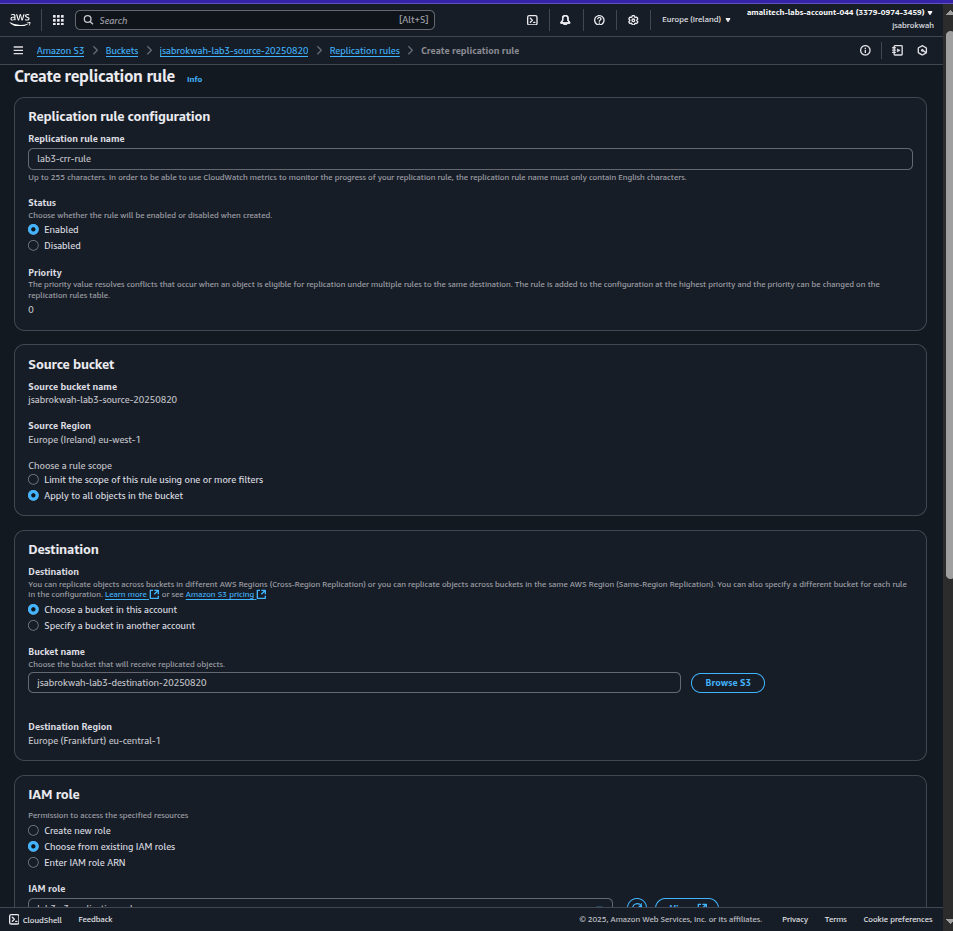 aws
Search
[Alt+S]
Europe (Ireland)
amalitech-labs-account-044 (3379-0974-3459)
jsabrokwah
Amazon S3 > Buckets > jsabrokwah-lab3-source-20250820 > Replication rules > Create replication rule
Create replication rule Info
Replication rule configuration
Replication rule name
lab3-crr-rule
Up to 255 characters. In order to be able to use CloudWatch metrics to monitor the progress of your replication rule, the replication rule name must only contain English characters.
Status
Choose whether the rule will be enabled or disabled when created.
Enabled
Disabled
Priority
The priority value resolves conflicts that occur when an object is eligible for replication under multiple rules to the same destination. The rule is added to the configuration at the highest priority and the priority can be changed on the
replication rules table.
0
Source bucket
Source bucket name
jsabrokwah-lab3-source-20250820
Source Region
Europe (Ireland) eu-west-1
Choose a rule scope
Limit the scope of this rule using one or more filters
Apply to all objects in the bucket
Destination
Destination
You can replicate objects across buckets in different AWS Regions (Cross-Region Replication) or you can replicate objects across buckets in the same AWS Region (Same-Region Replication). You can also specify a different bucket for each rule
in the configuration. Learn more or see Amazon S3 pricing
Choose a bucket in this account
Specify a bucket in another account
Bucket name
Choose the bucket that will receive replicated objects.
jsabrokwah-lab3-destination-20250820
Browse S3
Destination Region
Europe (Frankfurt) eu-central-1
IAM role
Permission to access the specified resources
Create new role
Choose from existing IAM roles
Enter IAM role ARN
IAM role
CloudShell
Feedback
© 2025, Amazon Web Services, Inc. or its affiliates.
Privacy
Terms
Cookie preferences